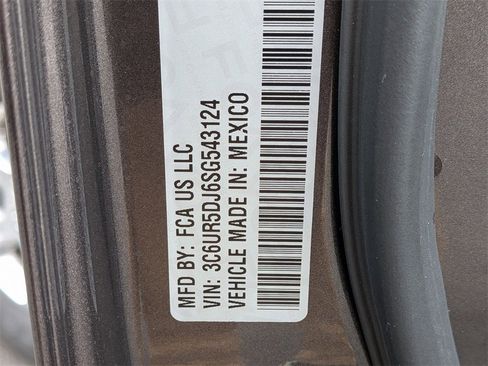 MFD BY: FCA US LLC
VIN: 3C6UR5DJ6SG543124
VEHICLE MADE IN: MEXICO